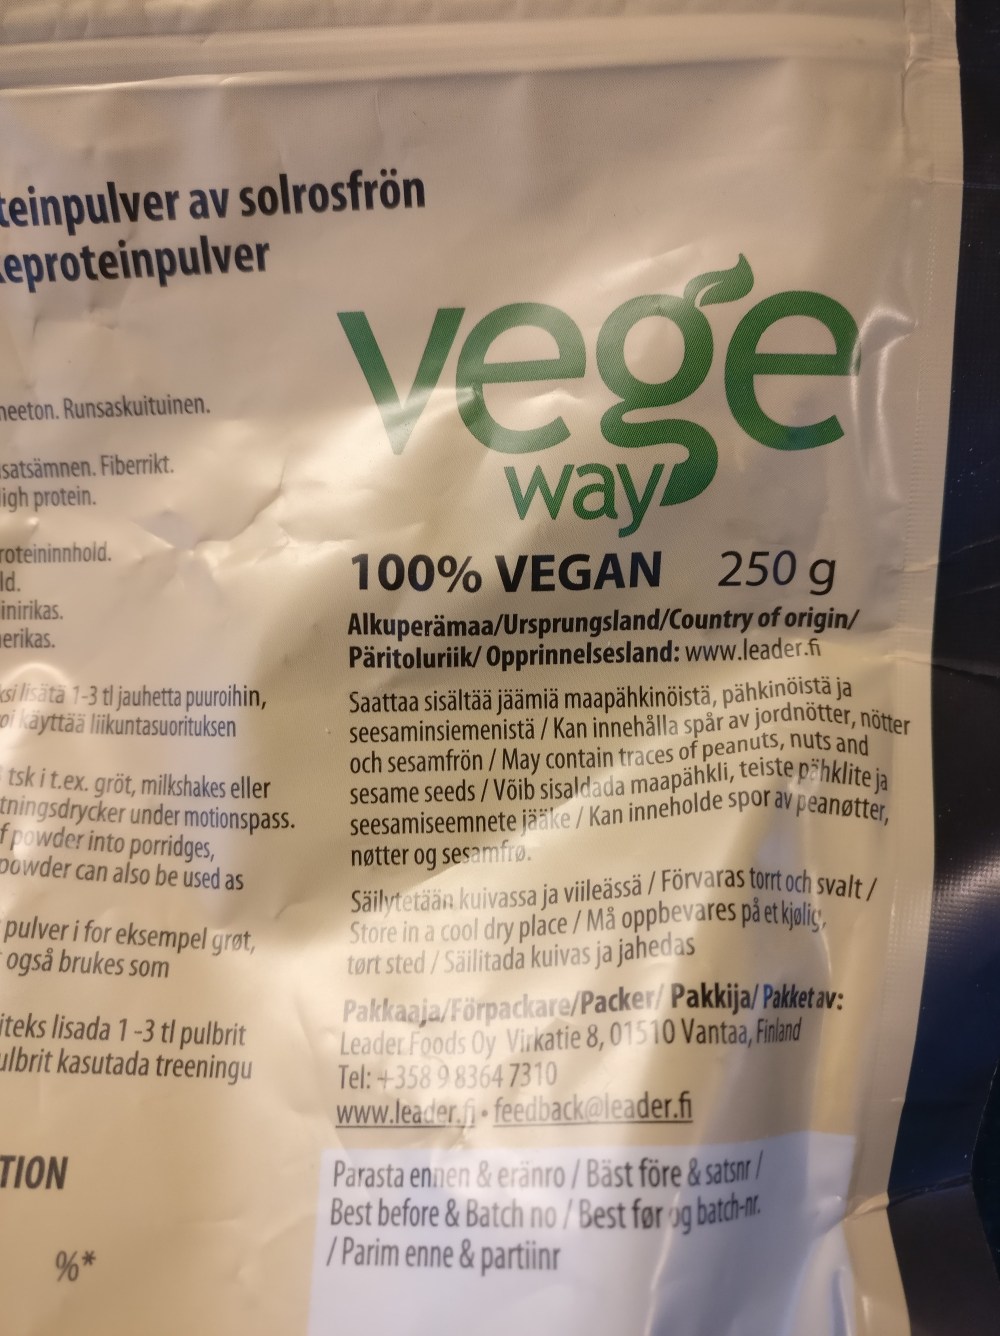 teinpulver av solrosfrön
eproteinpulver
vege
way
100% VEGAN 250 g
Alkuperämaa/Ursprungsland/Country of origin/
Päritoluriik/ Opprinnelsesland: www.leader.fi
Saattaa sisältää jäämiä maapähkinöistä, pähkinöistä ja
seesaminsiemenistä / Kan innehålla spår av jordnötter, nötter
och sesamfrön / May contain traces of peanuts, nuts and
sesame seeds / Võib sisaldada maapähkli, teiste pähklite ja
seesamiseemnete jääke / Kan inneholde spor av peanøtter,
nøtter og sesamfrø.
Säilytetään kuivassa ja viileässä / Förvaras torrt och svalt /
Store in a cool dry place / Må oppbevares på et kjølig,
tørt sted / Säilitada kuivas ja jahedas
Pakkaaja/Förpackare/Packer/ Pakkija/ Pakket av:
Leader Foods Oy Virkatie 8, 01510 Vantaa, Finland
Tel: +358 9 8364 7310
www.leader.fi • feedback@leader.fi
Parasta ennen & eränro / Bäst före & satsnr /
Best before & Batch no / Best før og batch-nr.
/ Parim enne & partiinr
neeton. Runsaskuituinen.
satsämnen. Fiberrikt.
igh protein.
roteininnhold.
ld.
inirikas.
erikas.
ksi lisätä 1-3 tl jauhetta puuroihin,
oi käyttää liikuntasuorituksen
tsk i t.ex. gröt, milkshakes eller
tningsdrycker under motionspass.
f powder into porridges,
powder can also be used as
pulver i for eksempel grøt,
også brukes som
iteks lisada 1 -3 tl pulbrit
ulbrit kasutada treeningu
TION
%*